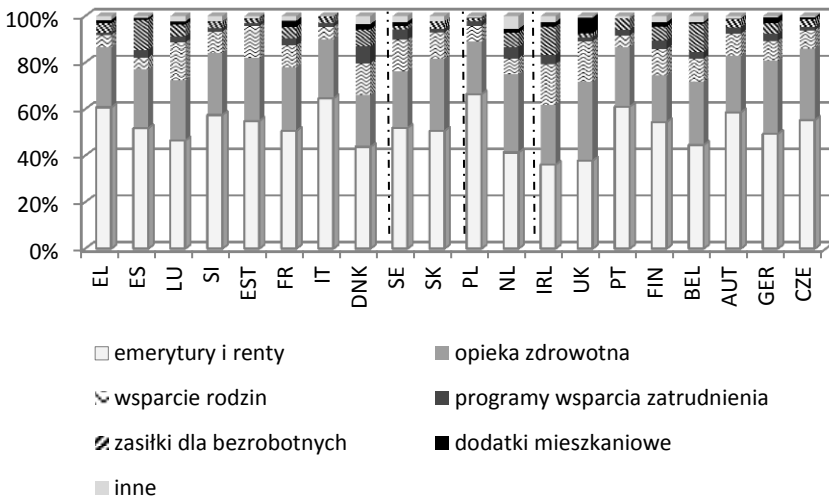 100%
80%
60%
40%
20%
0%
EL ES LU SI EST FR IT DNK SE SK PL NL IRL UK PT FIN BEL AUT GER CZE
emerytury i renty opieka zdrowotna
wsparcie rodzin programy wsparcia zatrudnienia
zasiłki dla bezrobotnych dodatki mieszkaniowe
inne